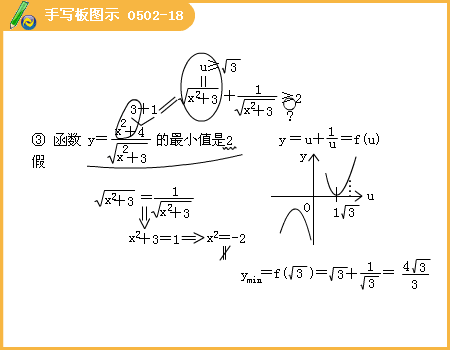 手写板图示 0502-18
u≥√3
3+1 = √(x²+3) + 1/√(x²+3) ≥2
?
③ 函数 y=(x²+4)/√(x²+3) 的最小值是2 y=u+1/u=f(u)
假
y
√(x²+3)=1/√(x²+3)
0 1 √3 u
x²+3=1⇒x²=-2
y_min=f(√3)=√3+1/√3=4√3/3